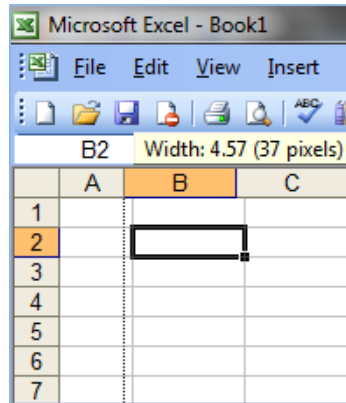 Microsoft Excel - Book1
File Edit View Insert
ABC
B2 Width: 4.57 (37 pixels)
A B C
1
2
3
4
5
6
7